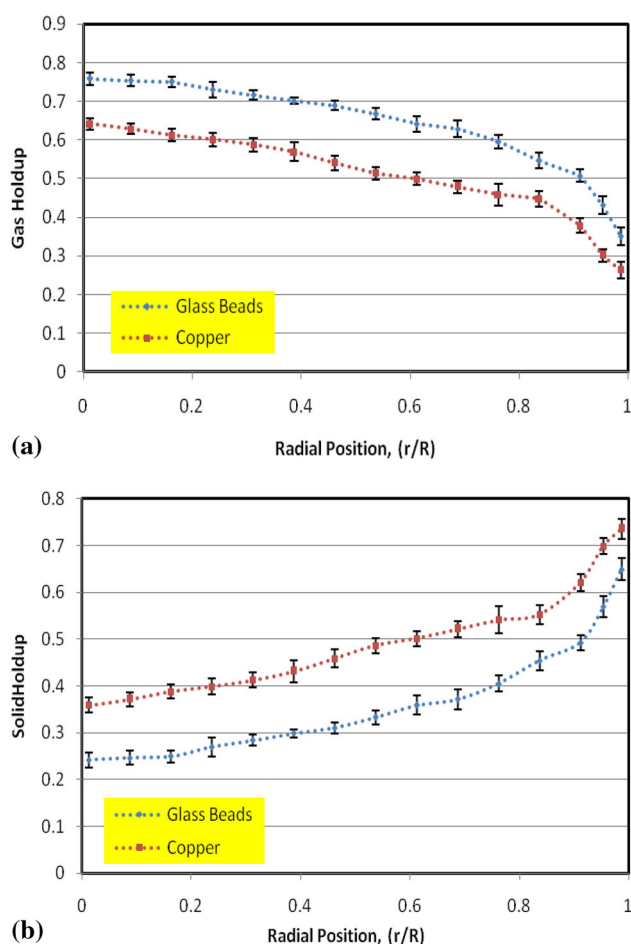 0.9
0.8
0.7
0.6
0.5
0.4
0.3
0.2
0.1
0
Gas Holdup
Glass Beads
Copper
0 0.2 0.4 0.6 0.8 1
(a)
Radial Position, (r/R)
0.8
0.7
0.6
0.5
0.4
0.3
0.2
0.1
0
SolidHoldup
Glass Beads
Copper
0 0.2 0.4 0.6 0.8 1
(b)
Radial Position, (r/R)